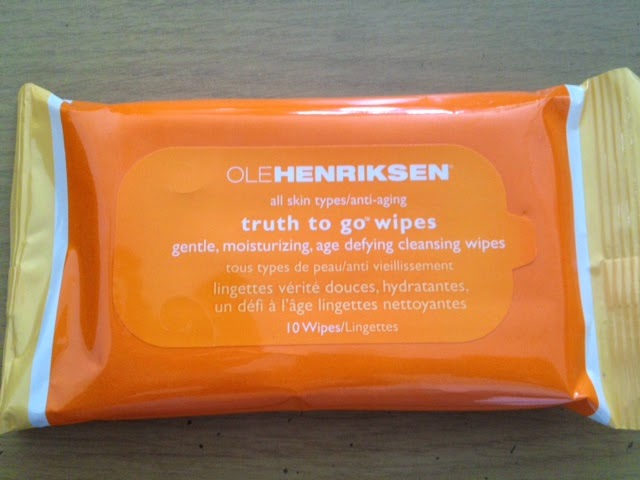 OLEHENRIKSEN®
all skin types/anti-aging
truth to go™ wipes
gentle, moisturizing, age defying cleansing wipes
tous types de peau/anti vieillissement
lingettes vérité douces, hydratantes,
un défi à l'âge lingettes nettoyantes
10 Wipes/Lingettes